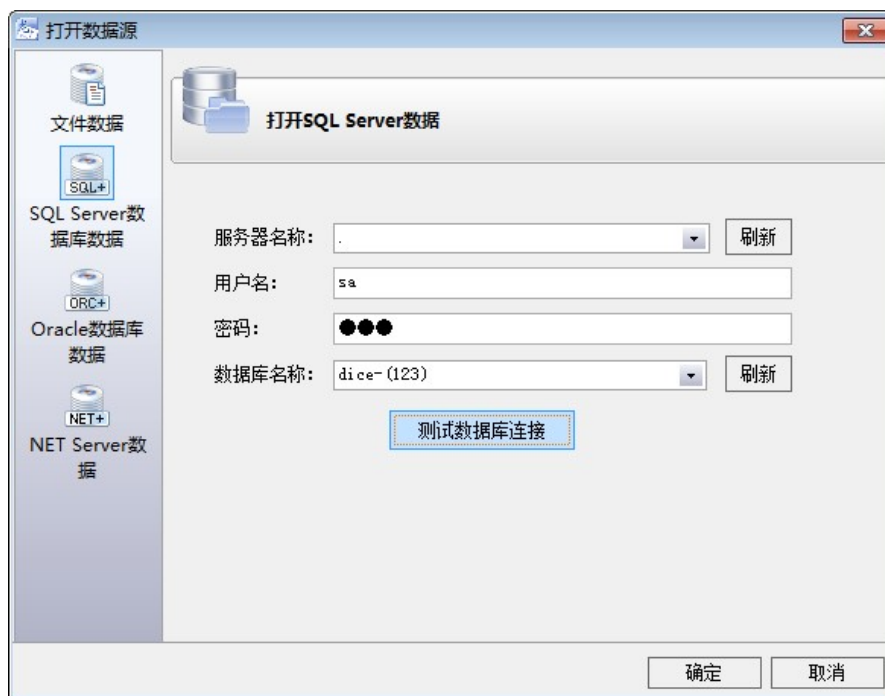 打开数据源
文件数据
SQL+
SQL Server数
据库数据
ORC+
Oracle数据库
数据
NET+
NET Server数
据
打开SQL Server数据
服务器名称: . 刷新
用户名: sa
密码: ●●●
数据库名称: dice-(123) 刷新
测试数据库连接
确定 取消